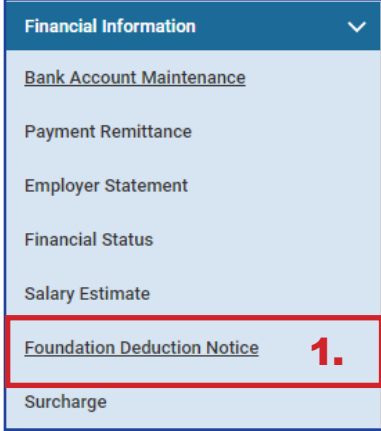 Financial Information
Bank Account Maintenance
Payment Remittance
Employer Statement
Financial Status
Salary Estimate
Foundation Deduction Notice 1.
Surcharge